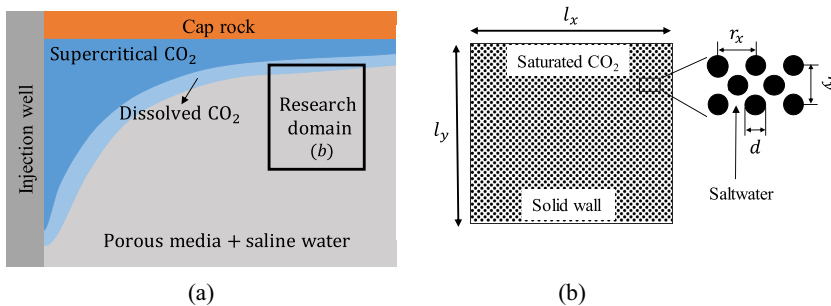 Cap rock
Supercritical CO₂
Dissolved CO₂
Injection well
Research
domain
(b)
Porous media + saline water
(a)
lₓ
l_y
Saturated CO₂
Solid wall
rₓ
r_y
d
Saltwater
(b)